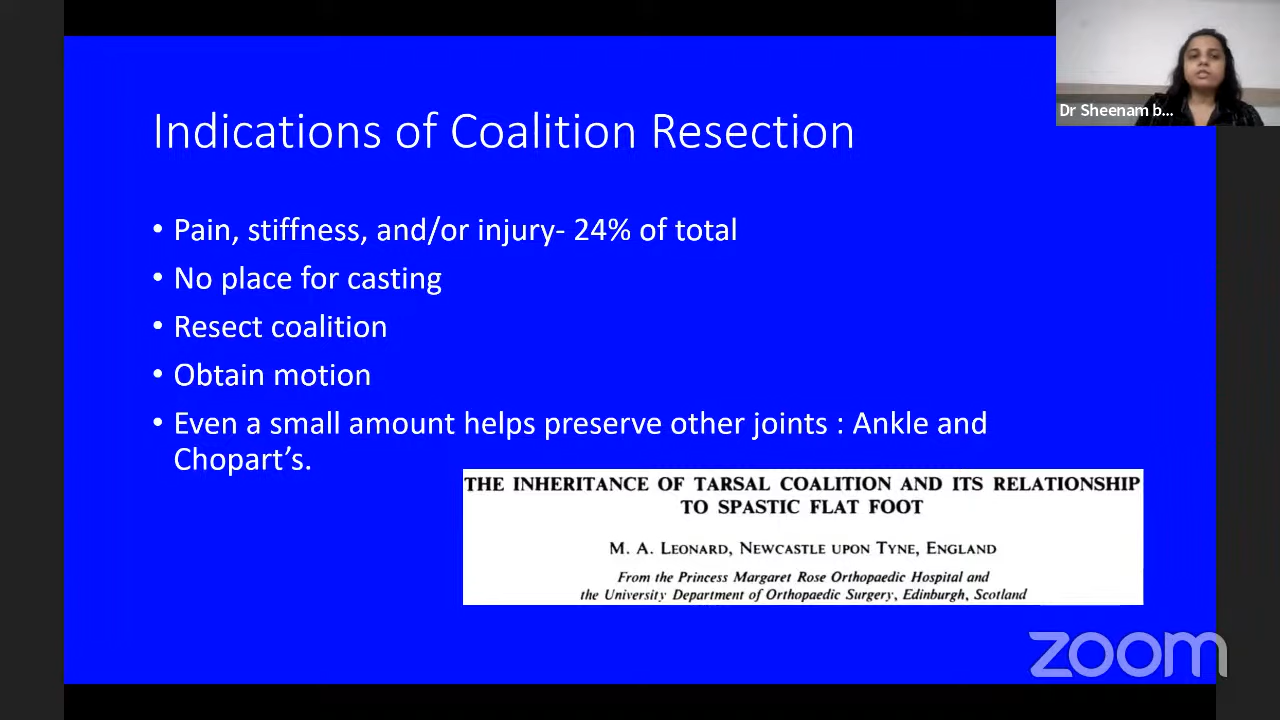 Dr Sheenam b...
Indications of Coalition Resection
• Pain, stiffness, and/or injury- 24% of total
• No place for casting
• Resect coalition
• Obtain motion
• Even a small amount helps preserve other joints : Ankle and
Chopart’s.
THE INHERITANCE OF TARSAL COALITION AND ITS RELATIONSHIP
TO SPASTIC FLAT FOOT
M. A. LEONARD, NEWCASTLE UPON TYNE, ENGLAND
From the Princess Margaret Rose Orthopaedic Hospital and
the University Department of Orthopaedic Surgery, Edinburgh, Scotland
zoom